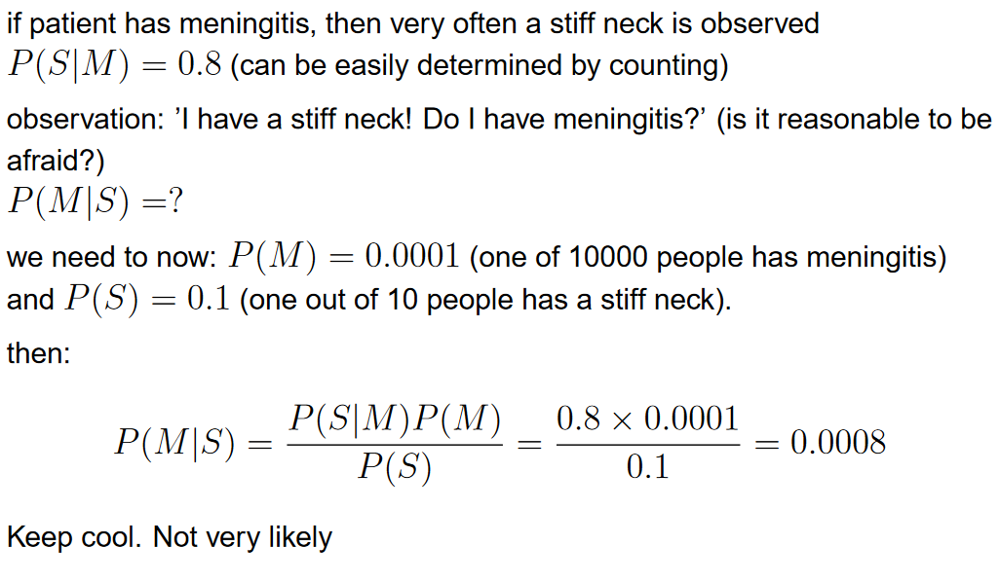 if patient has meningitis, then very often a stiff neck is observed
P(S|M) = 0.8 (can be easily determined by counting)
observation: ’I have a stiff neck! Do I have meningitis?’ (is it reasonable to be
afraid?)
P(M|S) =?
we need to now: P(M) = 0.0001 (one of 10000 people has meningitis)
and P(S) = 0.1 (one out of 10 people has a stiff neck).
then:
P(M|S) = P(S|M)P(M) / P(S) = 0.8 × 0.0001 / 0.1 = 0.0008
Keep cool. Not very likely